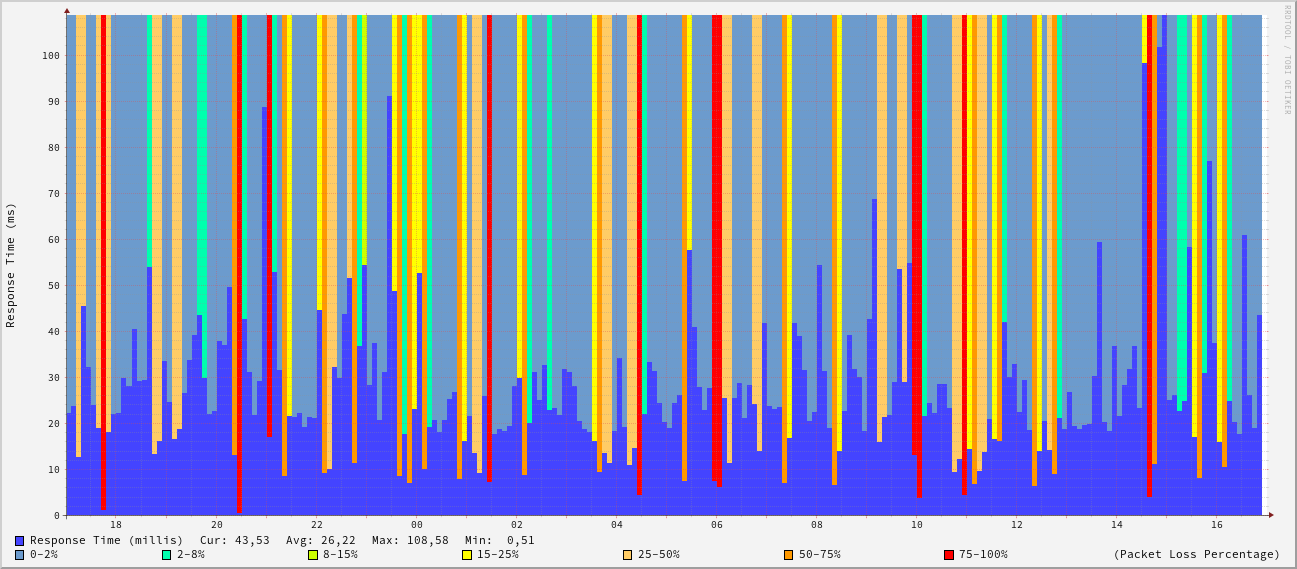 RRDTOOL / TOBI OETIKER
Response Time (ms)
100
90
80
70
60
50
40
30
20
10
0
18 20 22 00 02 04 06 08 10 12 14 16
Response Time (millis) Cur: 43,53 Avg: 26,22 Max: 108,58 Min: 0,51
0-2% 2-8% 8-15% 15-25% 25-50% 50-75% 75-100% (Packet Loss Percentage)